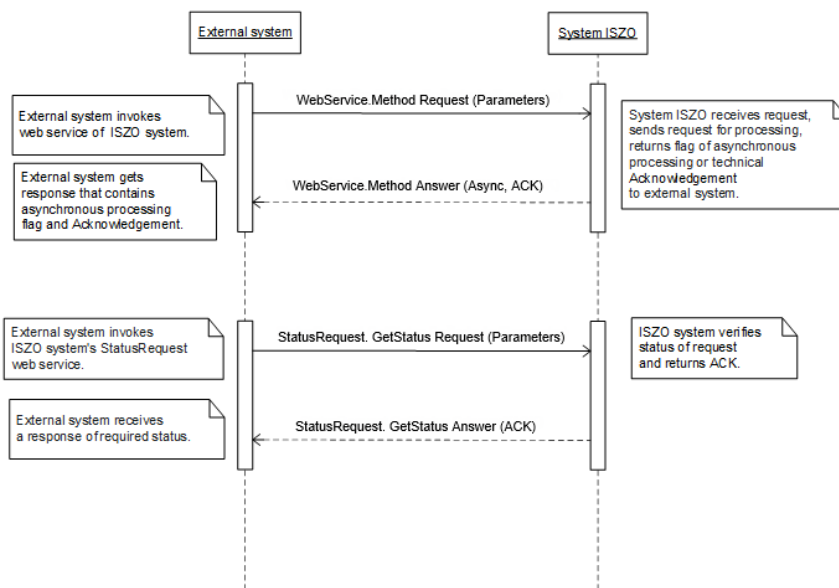 External system
System ISZO
WebService.Method Request (Parameters)
External system invokes
web service of ISZO system.
System ISZO receives request,
sends request for processing,
returns flag of asynchronous
processing or technical
Acknowledgement
to external system.
External system gets
response that contains
asynchronous processing
flag and Acknowledgement.
WebService.Method Answer (Async, ACK)
External system invokes
ISZO system's StatusRequest
web service.
StatusRequest. GetStatus Request (Parameters)
ISZO system verifies
status of request
and returns ACK.
External system receives
a response of required status.
StatusRequest. GetStatus Answer (ACK)